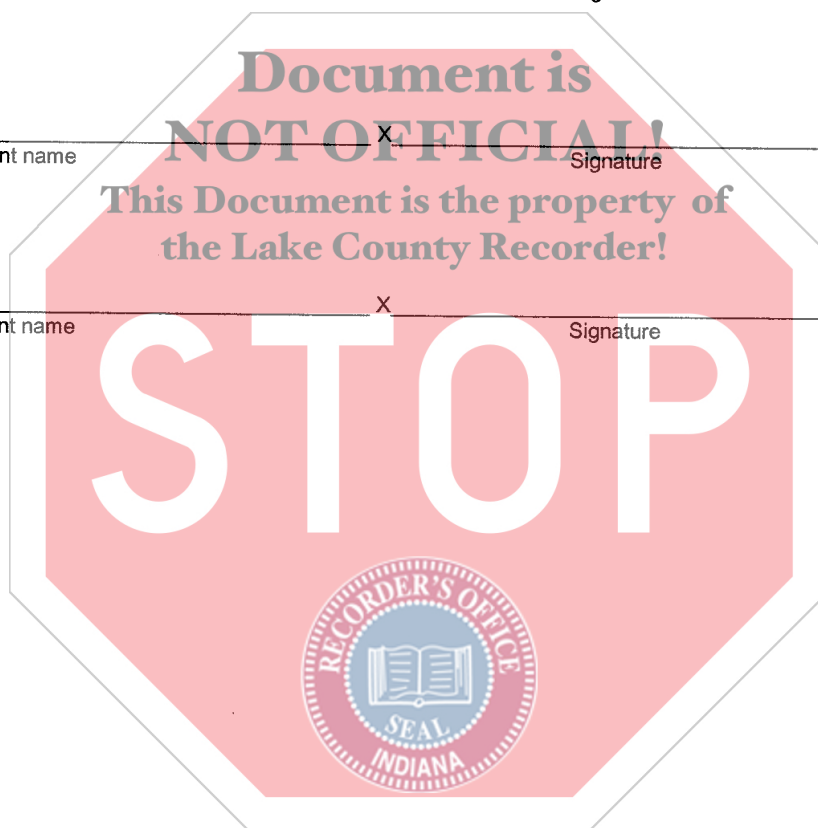 Document is
NOT OFFICIAL!
X
nt name Signature
This Document is the property of
the Lake County Recorder!
X
nt name Signature
STOP
RECORDER'S OFFICE
SEAL
INDIANA